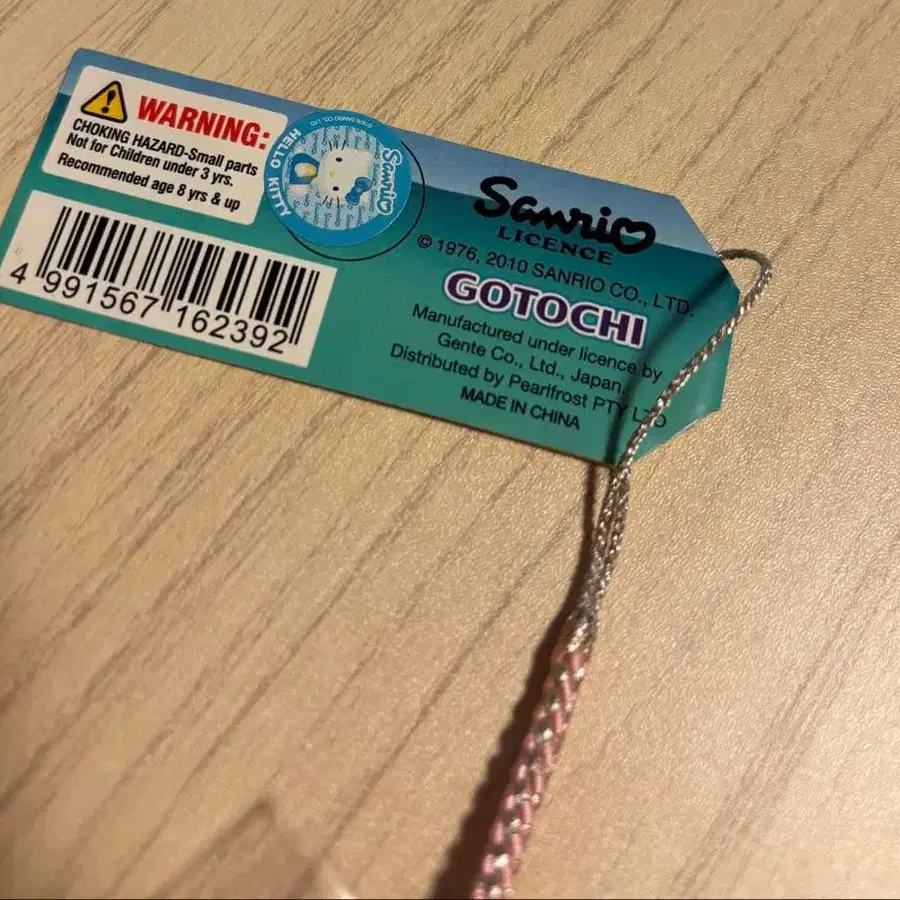 WARNING:
CHOKING HAZARD-Small parts
Not for Children under 3 yrs.
Recommended age 8 yrs & up
4 991567 162392
HELLO KITTY
Sanrio
Sanrio
LICENCE
© 1976, 2010 SANRIO CO., LTD.
GOTOCHI
Manufactured under licence by
Gente Co., Ltd., Japan.
Distributed by Pearlfrost PTY LTD
MADE IN CHINA